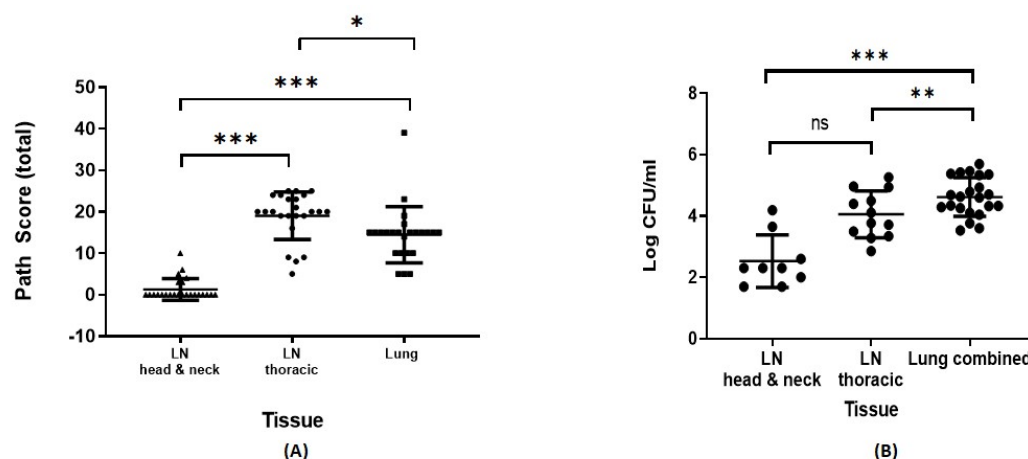 *
***
***
50
40
30
20
10
0
-10
Path Score (total)
LN
head & neck
LN
thoracic
Lung
Tissue
(A)
***
**
ns
8
6
4
2
0
Log CFU/ml
LN
head & neck
LN
thoracic
Lung combined
Tissue
(B)